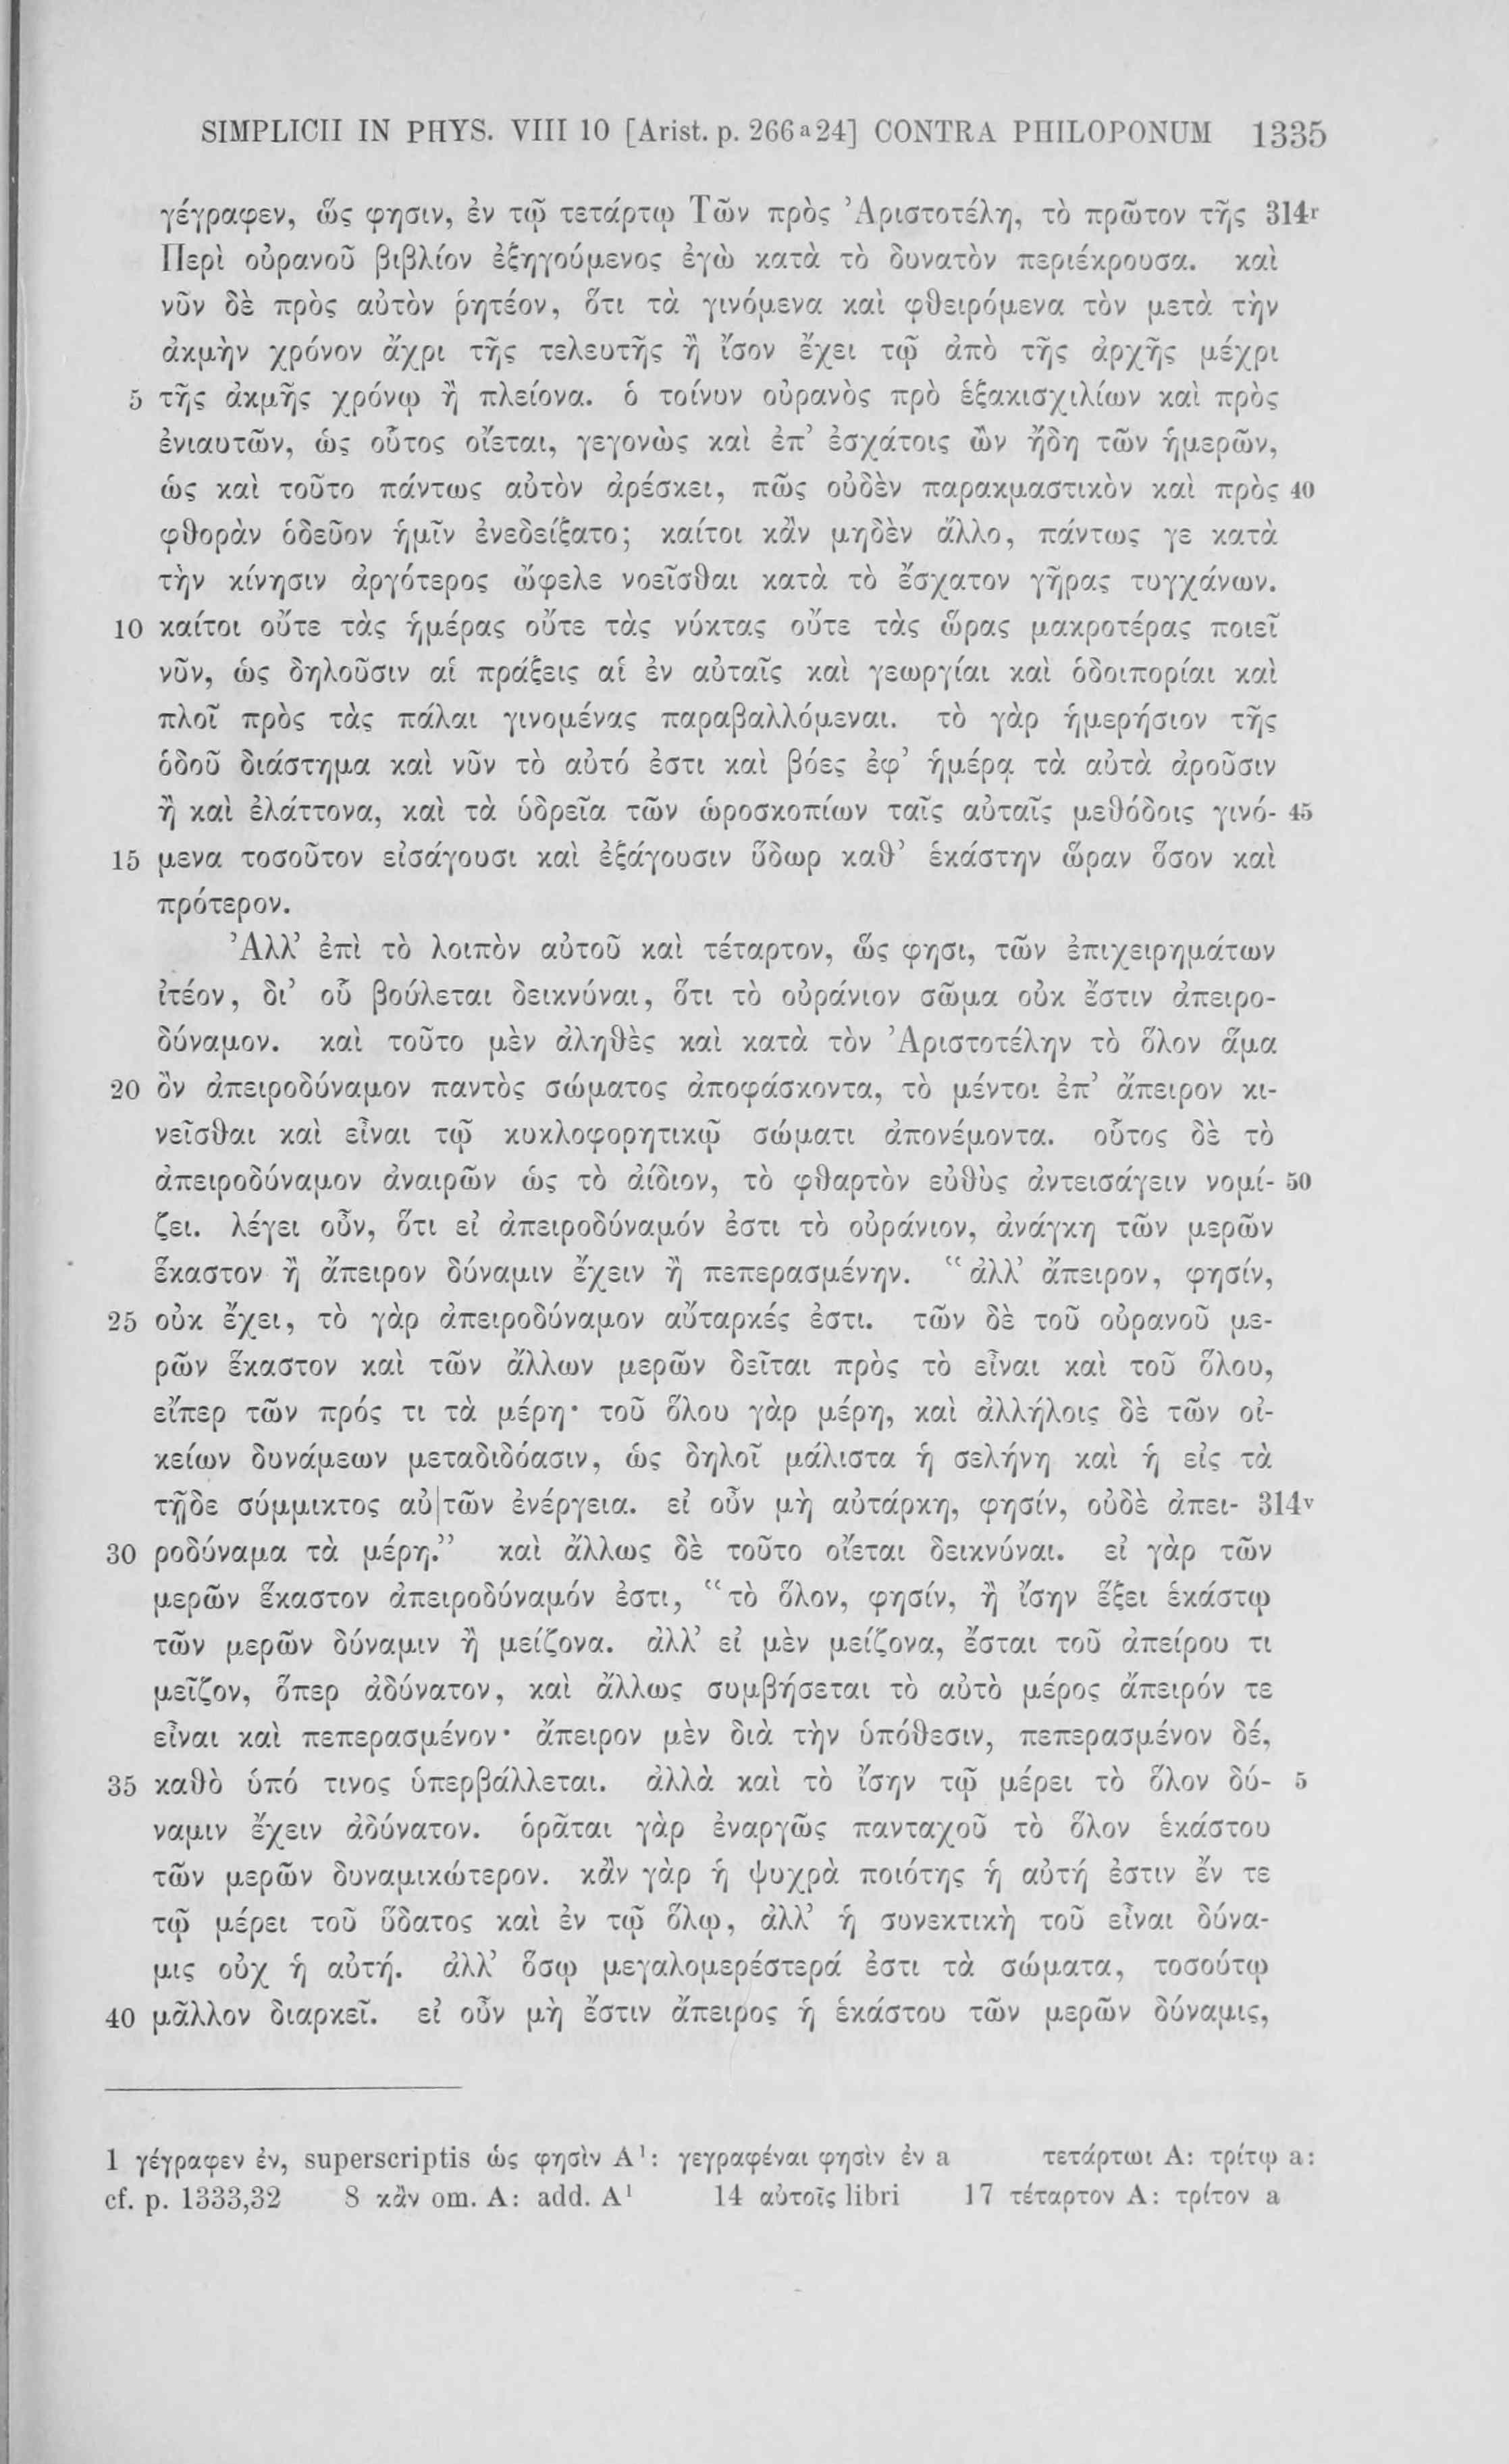 SIMPLICII IN PHYS. VIII 10 [Arist. p. 266 a 24] CONTRA PHILOPONUM 1335
γέγραφεν, ὥς φησιν, ἐν τῷ τετάρτῳ Τῶν πρὸς Ἀριστοτέλη, τὸ πρῶτον τῆς 314r
Περὶ οὐρανοῦ βιβλίον ἐξηγούμενος ἐγὼ κατὰ τὸ δυνατὸν περιέκρουσα. καὶ
νῦν δὲ πρὸς αὐτὸν ῥητέον, ὅτι τὰ γινόμενα καὶ φθειρόμενα τὸν μετὰ τὴν
ἀκμὴν χρόνον ἄχρι τῆς τελευτῆς ἢ ἴσον ἔχει τῷ ἀπὸ τῆς ἀρχῆς μέχρι
5 τῆς ἀκμῆς χρόνῳ ἢ πλείονα. ὁ τοίνυν οὐρανὸς πρὸ ἑξακισχιλίων καὶ πρὸς
ἐνιαυτῶν, ὡς οὗτος οἴεται, γεγονὼς καὶ ἐπ’ ἐσχάτοις ὢν ἤδη τῶν ἡμερῶν,
ὡς καὶ τοῦτο πάντως αὐτὸν ἀρέσκει, πῶς οὐδὲν παρακμαστικὸν καὶ πρὸς 40
φθορὰν ὁδεῦον ἡμῖν ἐνεδείξατο; καίτοι κἂν μηδὲν ἄλλο, πάντως γε κατὰ
τὴν κίνησιν ἀργότερος ὤφελε νοεῖσθαι κατὰ τὸ ἔσχατον γῆρας τυγχάνων.
10 καίτοι οὔτε τὰς ἡμέρας οὔτε τὰς νύκτας οὔτε τὰς ὥρας μακροτέρας ποιεῖ
νῦν, ὡς δηλοῦσιν αἱ πράξεις αἱ ἐν αὐταῖς καὶ γεωργίαι καὶ ὁδοιπορίαι καὶ
πλοῖ πρὸς τὰς πάλαι γινομένας παραβαλλόμεναι. τὸ γὰρ ἡμερήσιον τῆς
ὁδοῦ διάστημα καὶ νῦν τὸ αὐτό ἐστι καὶ βόες ἐφ’ ἡμέρᾳ τὰ αὐτὰ ἀροῦσιν
ἢ καὶ ἐλάττονα, καὶ τὰ ὑδρεῖα τῶν ὡροσκοπίων ταῖς αὐταῖς μεθόδοις γινό- 45
15 μενα τοσοῦτον εἰσάγουσι καὶ ἐξάγουσιν ὕδωρ καθ’ ἑκάστην ὥραν ὅσον καὶ
πρότερον.
Ἀλλ’ ἐπὶ τὸ λοιπὸν αὐτοῦ καὶ τέταρτον, ὥς φησι, τῶν ἐπιχειρημάτων
ἰτέον, δι’ οὗ βούλεται δεικνύναι, ὅτι τὸ οὐράνιον σῶμα οὐκ ἔστιν ἀπειρο-
δύναμον. καὶ τοῦτο μὲν ἀληθὲς καὶ κατὰ τὸν Ἀριστοτέλην τὸ ὅλον ἅμα
20 ὂν ἀπειροδύναμον παντὸς σώματος ἀποφάσκοντα, τὸ μέντοι ἐπ’ ἄπειρον κι-
νεῖσθαι καὶ εἶναι τῷ κυκλοφορητικῷ σώματι ἀπονέμοντα. οὗτος δὲ τὸ
ἀπειροδύναμον ἀναιρῶν ὡς τὸ ἀίδιον, τὸ φθαρτὸν εὐθὺς ἀντεισάγειν νομί- 50
ζει. λέγει οὖν, ὅτι εἰ ἀπειροδύναμόν ἐστι τὸ οὐράνιον, ἀνάγκη τῶν μερῶν
ἕκαστον ἢ ἄπειρον δύναμιν ἔχειν ἢ πεπερασμένην. “ἀλλ’ ἄπειρον, φησίν,
25 οὐκ ἔχει, τὸ γὰρ ἀπειροδύναμον αὔταρκές ἐστι. τῶν δὲ τοῦ οὐρανοῦ με-
ρῶν ἕκαστον καὶ τῶν ἄλλων μερῶν δεῖται πρὸς τὸ εἶναι καὶ τοῦ ὅλου,
εἴπερ τῶν πρός τι τὰ μέρη· τοῦ ὅλου γὰρ μέρη, καὶ ἀλλήλοις δὲ τῶν οἰ-
κείων δυνάμεων μεταδιδόασιν, ὡς δηλοῖ μάλιστα ἡ σελήνη καὶ ἡ εἰς τὰ
τῇδε σύμμικτος αὐ|τῶν ἐνέργεια. εἰ οὖν μὴ αὐτάρκη, φησίν, οὐδὲ ἀπει- 314v
30 ροδύναμα τὰ μέρη.” καὶ ἄλλως δὲ τοῦτο οἴεται δεικνύναι. εἰ γὰρ τῶν
μερῶν ἕκαστον ἀπειροδύναμόν ἐστι, “τὸ ὅλον, φησίν, ἢ ἴσην ἕξει ἑκάστῳ
τῶν μερῶν δύναμιν ἢ μείζονα. ἀλλ’ εἰ μὲν μείζονα, ἔσται τοῦ ἀπείρου τι
μεῖζον, ὅπερ ἀδύνατον, καὶ ἄλλως συμβήσεται τὸ αὐτὸ μέρος ἄπειρόν τε
εἶναι καὶ πεπερασμένον· ἄπειρον μὲν διὰ τὴν ὑπόθεσιν, πεπερασμένον δέ,
35 καθὸ ὑπό τινος ὑπερβάλλεται. ἀλλὰ καὶ τὸ ἴσην τῷ μέρει τὸ ὅλον δύ- 5
ναμιν ἔχειν ἀδύνατον. ὁρᾶται γὰρ ἐναργῶς πανταχοῦ τὸ ὅλον ἑκάστου
τῶν μερῶν δυναμικώτερον. κἂν γὰρ ἡ ψυχρὰ ποιότης ἡ αὐτή ἐστιν ἔν τε
τῷ μέρει τοῦ ὕδατος καὶ ἐν τῷ ὅλῳ, ἀλλ’ ἡ συνεκτικὴ τοῦ εἶναι δύνα-
μις οὐχ ἡ αὐτή. ἀλλ’ ὅσῳ μεγαλομερέστερά ἐστι τὰ σώματα, τοσούτῳ
40 μᾶλλον διαρκεῖ. εἰ οὖν μὴ ἔστιν ἄπειρος ἡ ἑκάστου τῶν μερῶν δύναμις,
1 γέγραφεν ἐν, superscriptis ὡς φησὶν A¹: γεγραφέναι φησὶν ἐν a τετάρτωι A: τρίτῳ a:
cf. p. 1333,32 8 κἂν om. A: add. A¹ 14 αὐτοῖς libri 17 τέταρτον A: τρίτον a